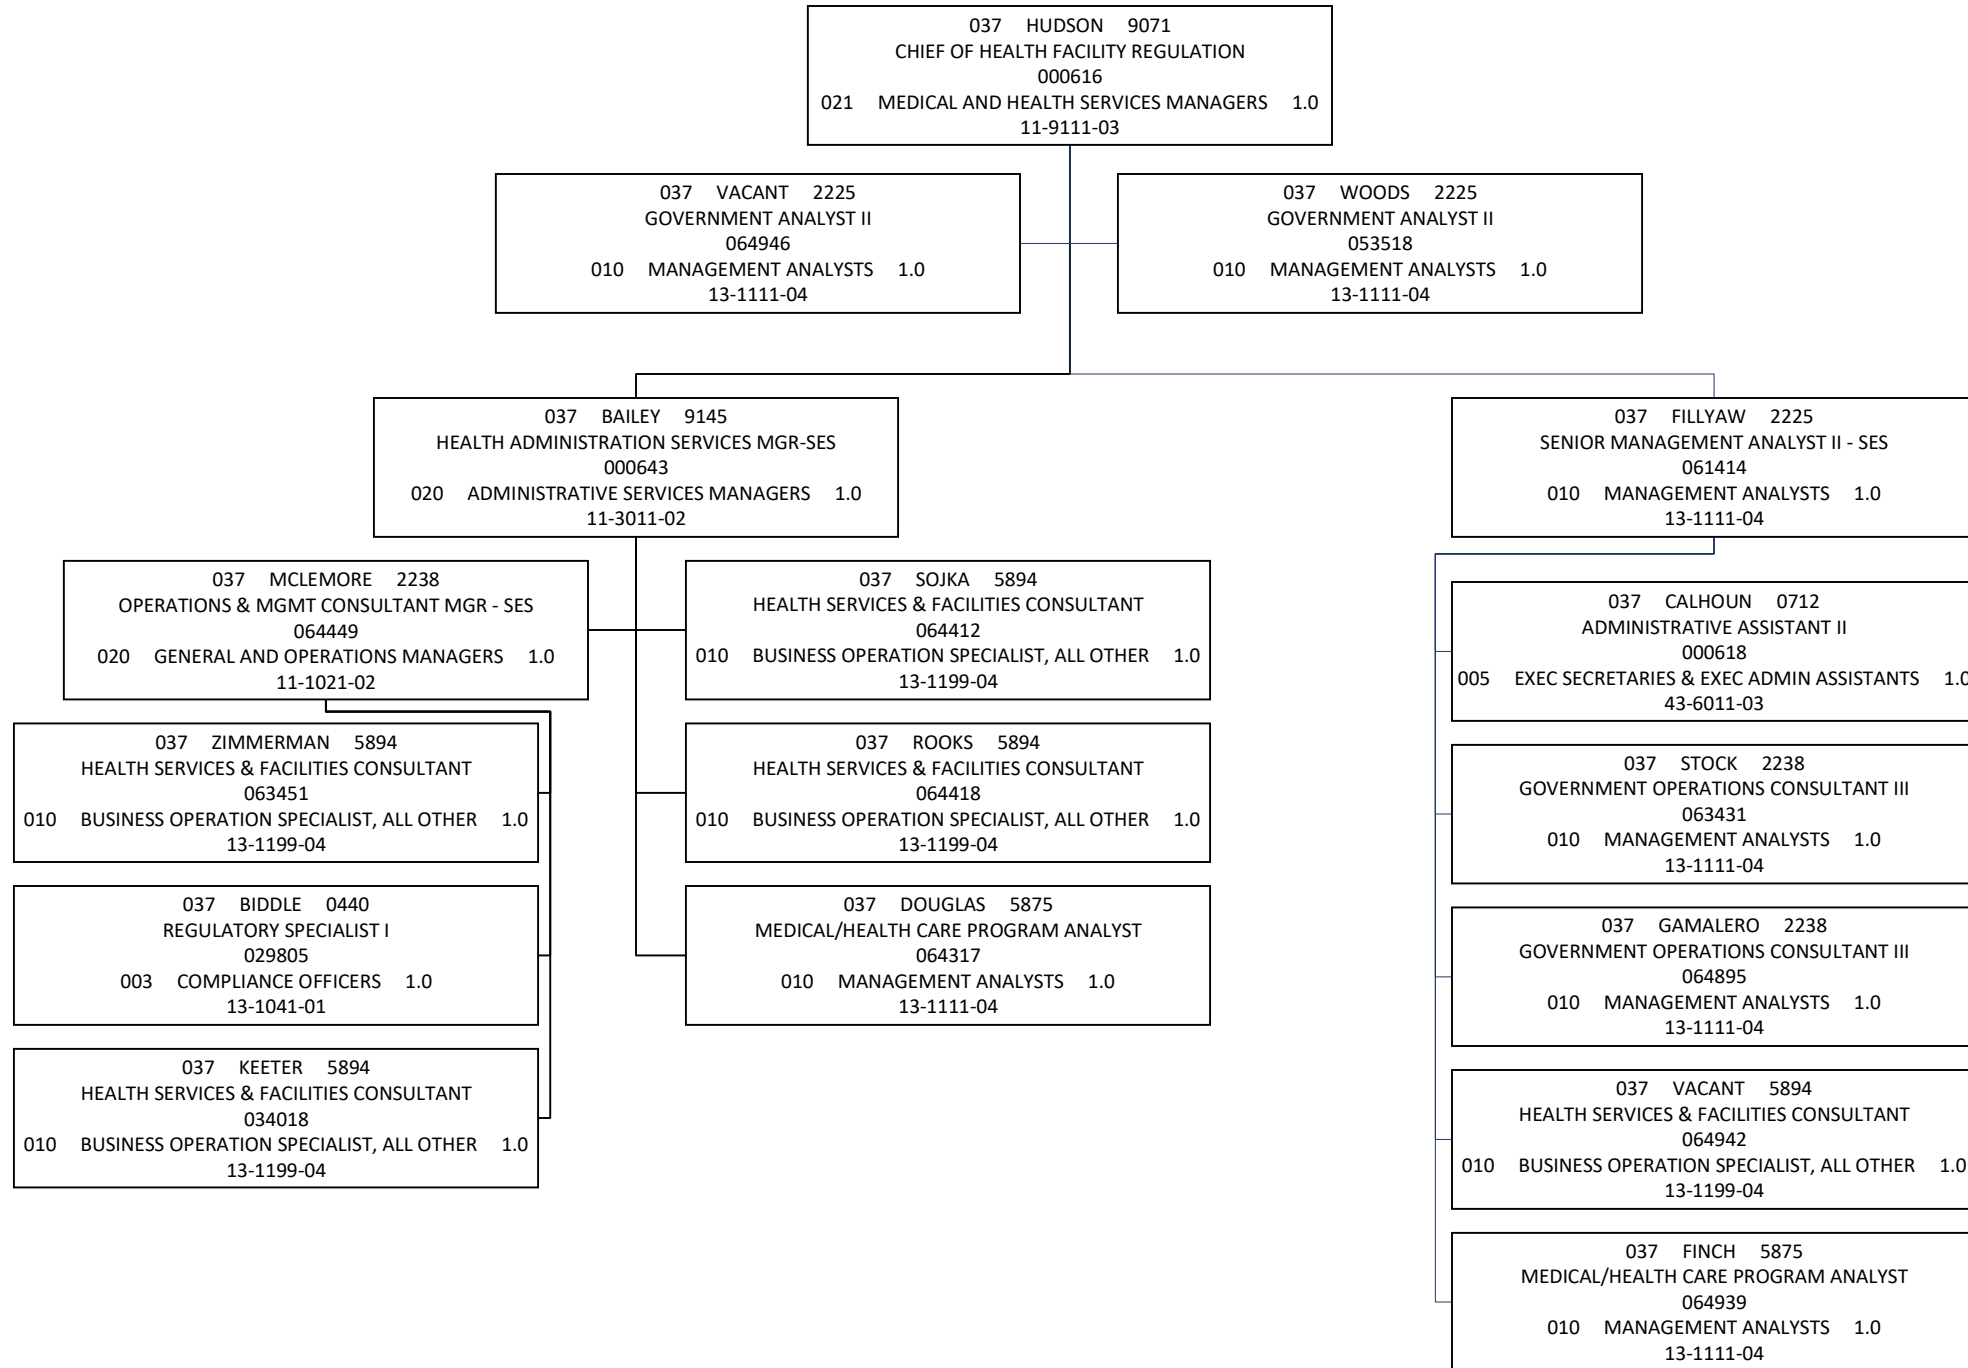 037 HUDSON 9071
CHIEF OF HEALTH FACILITY REGULATION
000616
021 MEDICAL AND HEALTH SERVICES MANAGERS 1.0
11-9111-03
037 VACANT 2225
GOVERNMENT ANALYST II
064946
010 MANAGEMENT ANALYSTS 1.0
13-1111-04
037 WOODS 2225
GOVERNMENT ANALYST II
053518
010 MANAGEMENT ANALYSTS 1.0
13-1111-04
037 BAILEY 9145
HEALTH ADMINISTRATION SERVICES MGR-SES
000643
020 ADMINISTRATIVE SERVICES MANAGERS 1.0
11-3011-02
037 FILLYAW 2225
SENIOR MANAGEMENT ANALYST II - SES
061414
010 MANAGEMENT ANALYSTS 1.0
13-1111-04
037 MCLEMORE 2238
OPERATIONS & MGMT CONSULTANT MGR - SES
064449
020 GENERAL AND OPERATIONS MANAGERS 1.0
11-1021-02
037 SOJKA 5894
HEALTH SERVICES & FACILITIES CONSULTANT
064412
010 BUSINESS OPERATION SPECIALIST, ALL OTHER 1.0
13-1199-04
037 CALHOUN 0712
ADMINISTRATIVE ASSISTANT II
000618
005 EXEC SECRETARIES & EXEC ADMIN ASSISTANTS 1.0
43-6011-03
037 ZIMMERMAN 5894
HEALTH SERVICES & FACILITIES CONSULTANT
063451
010 BUSINESS OPERATION SPECIALIST, ALL OTHER 1.0
13-1199-04
037 ROOKS 5894
HEALTH SERVICES & FACILITIES CONSULTANT
064418
010 BUSINESS OPERATION SPECIALIST, ALL OTHER 1.0
13-1199-04
037 STOCK 2238
GOVERNMENT OPERATIONS CONSULTANT III
063431
010 MANAGEMENT ANALYSTS 1.0
13-1111-04
037 BIDDLE 0440
REGULATORY SPECIALIST I
029805
003 COMPLIANCE OFFICERS 1.0
13-1041-01
037 DOUGLAS 5875
MEDICAL/HEALTH CARE PROGRAM ANALYST
064317
010 MANAGEMENT ANALYSTS 1.0
13-1111-04
037 GAMALERO 2238
GOVERNMENT OPERATIONS CONSULTANT III
064895
010 MANAGEMENT ANALYSTS 1.0
13-1111-04
037 KEETER 5894
HEALTH SERVICES & FACILITIES CONSULTANT
034018
010 BUSINESS OPERATION SPECIALIST, ALL OTHER 1.0
13-1199-04
037 VACANT 5894
HEALTH SERVICES & FACILITIES CONSULTANT
064942
010 BUSINESS OPERATION SPECIALIST, ALL OTHER 1.0
13-1199-04
037 FINCH 5875
MEDICAL/HEALTH CARE PROGRAM ANALYST
064939
010 MANAGEMENT ANALYSTS 1.0
13-1111-04